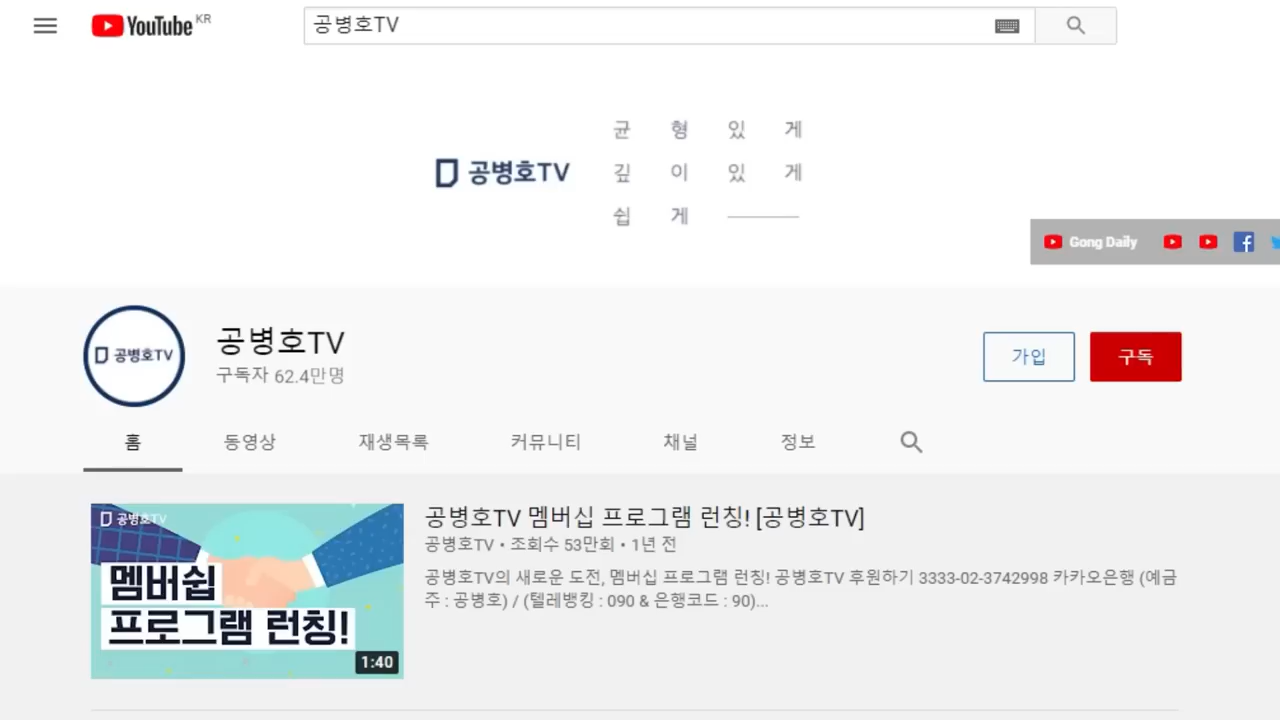 YouTube KR
공병호TV
균 형 있 게
공병호TV
깊 이 있 게
쉽 게
Gong Daily
공병호TV
공병호TV
구독자 62.4만명
가입
구독
홈
동영상
재생목록
커뮤니티
채널
정보
공병호TV
멤버쉽
프로그램 런칭!
1:40
공병호TV 멤버십 프로그램 런칭! [공병호TV]
공병호TV • 조회수 53만회 • 1년 전
공병호TV의 새로운 도전, 멤버십 프로그램 런칭! 공병호TV 후원하기 3333-02-3742998 카카오은행 (예금
주 : 공병호) / (텔레뱅킹 : 090 & 은행코드 : 90)...